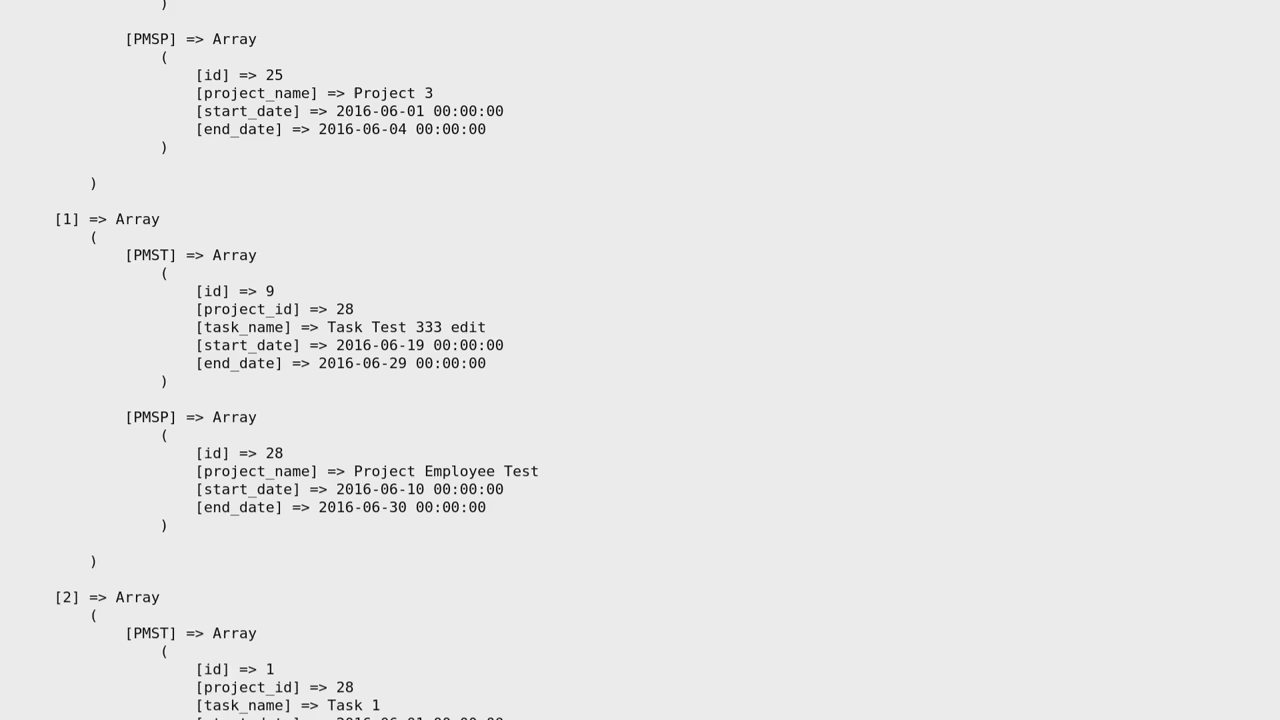 )
[PMSP] => Array
(
[id] => 25
[project_name] => Project 3
[start_date] => 2016-06-01 00:00:00
[end_date] => 2016-06-04 00:00:00
)
)
[1] => Array
(
[PMST] => Array
(
[id] => 9
[project_id] => 28
[task_name] => Task Test 333 edit
[start_date] => 2016-06-19 00:00:00
[end_date] => 2016-06-29 00:00:00
)
[PMSP] => Array
(
[id] => 28
[project_name] => Project Employee Test
[start_date] => 2016-06-10 00:00:00
[end_date] => 2016-06-30 00:00:00
)
)
[2] => Array
(
[PMST] => Array
(
[id] => 1
[project_id] => 28
[task_name] => Task 1